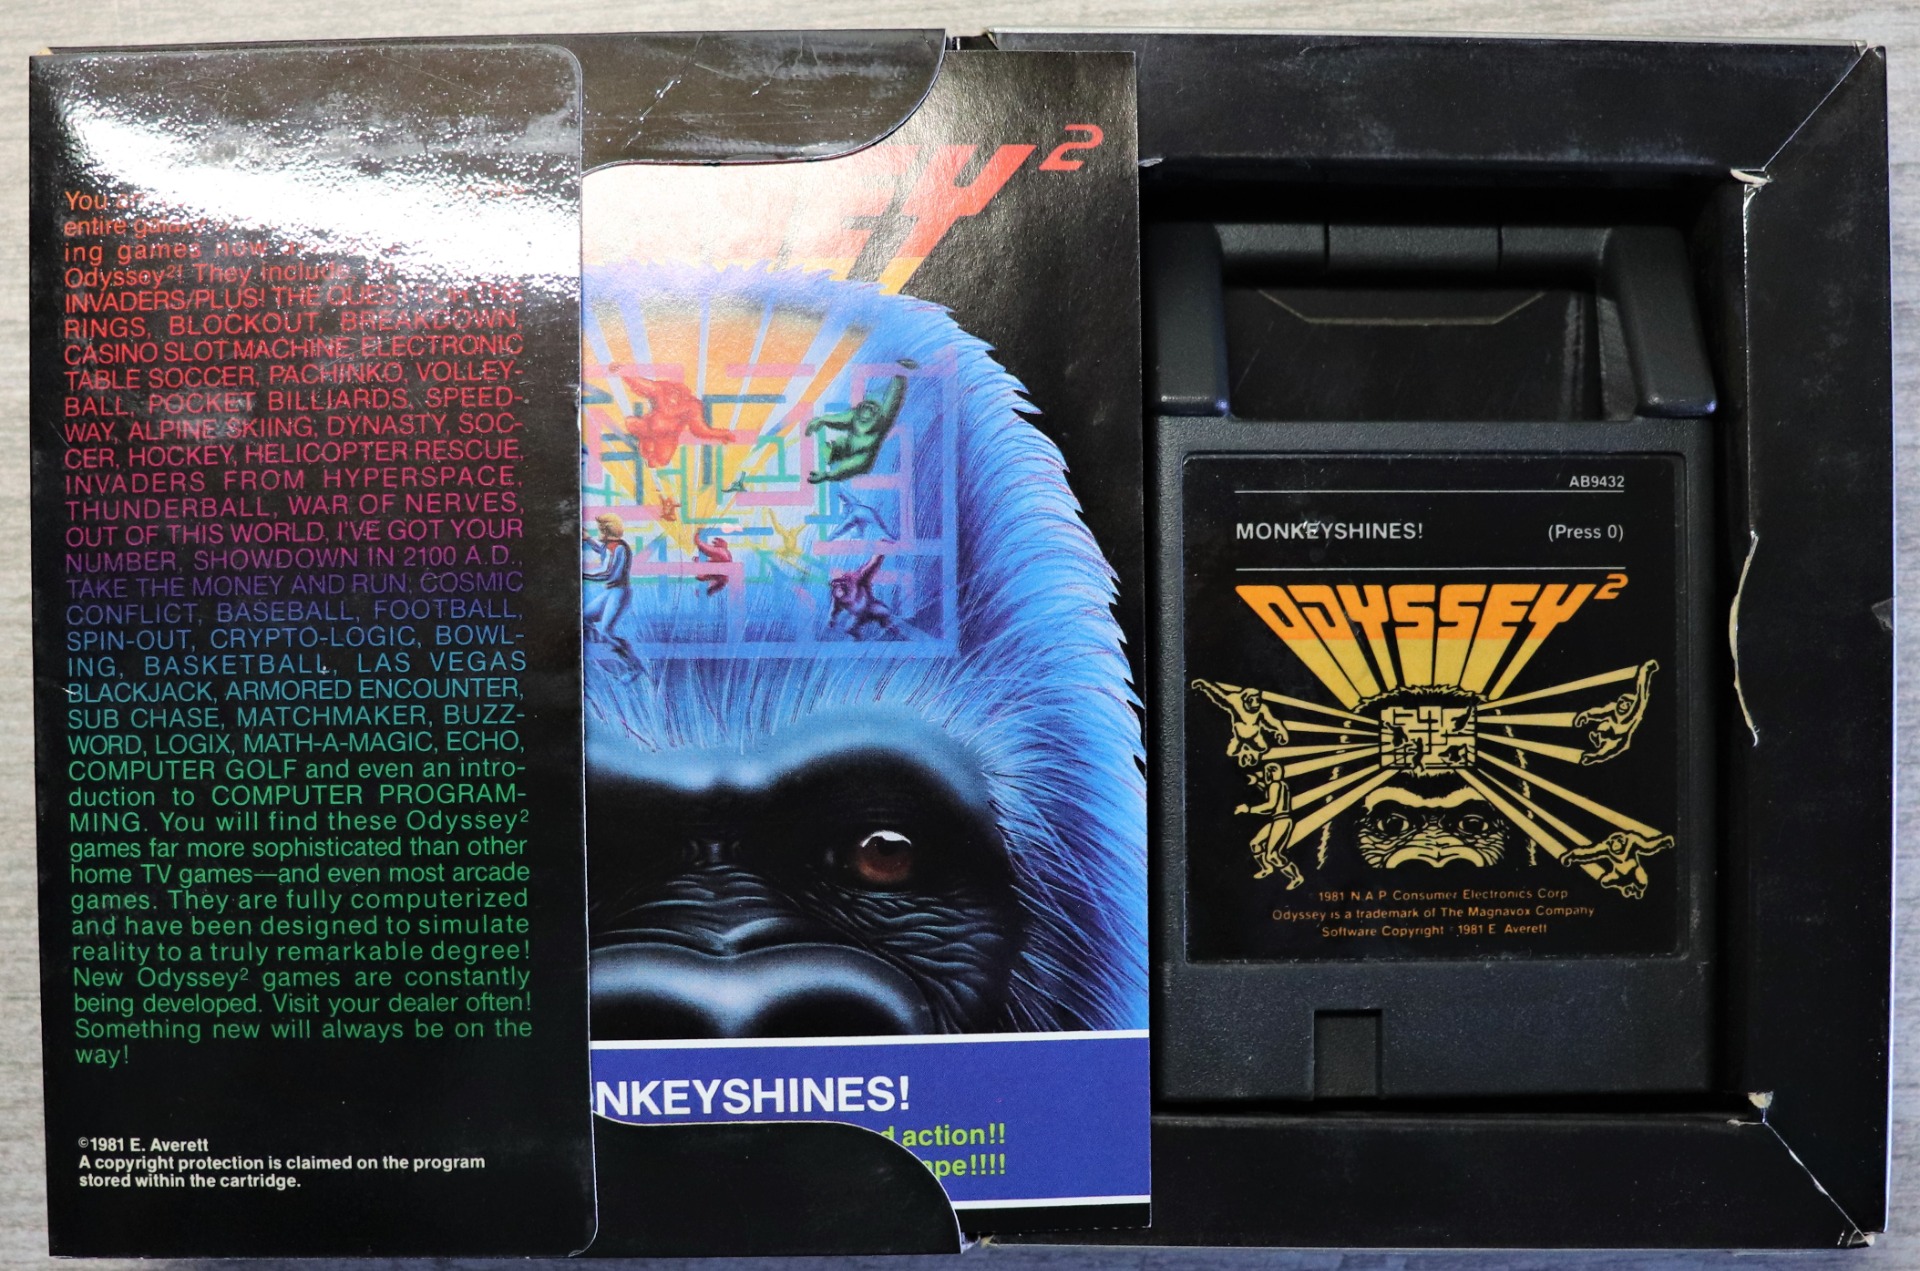 You
entire
ing games now
Odyssey²! They include
INVADERS/PLUS! THE QUEST FOR THE
RINGS, BLOCKOUT, BREAKDOWN,
CASINO SLOT MACHINE, ELECTRONIC
TABLE SOCCER, PACHINKO, VOLLEY-
BALL, POCKET BILLIARDS, SPEED-
WAY, ALPINE SKIING, DYNASTY, SOC-
CER, HOCKEY, HELICOPTER RESCUE,
INVADERS FROM HYPERSPACE,
THUNDERBALL, WAR OF NERVES,
OUT OF THIS WORLD, I'VE GOT YOUR
NUMBER, SHOWDOWN IN 2100 A.D.,
TAKE THE MONEY AND RUN, COSMIC
CONFLICT, BASEBALL, FOOTBALL,
SPIN-OUT, CRYPTO-LOGIC, BOWL-
ING, BASKETBALL, LAS VEGAS
BLACKJACK, ARMORED ENCOUNTER,
SUB CHASE, MATCHMAKER, BUZZ-
WORD, LOGIX, MATH-A-MAGIC, ECHO,
COMPUTER GOLF and even an intro-
duction to COMPUTER PROGRAM-
MING. You will find these Odyssey²
games far more sophisticated than other
home TV games—and even most arcade
games. They are fully computerized
and have been designed to simulate
reality to a truly remarkable degree!
New Odyssey² games are constantly
being developed. Visit your dealer often!
Something new will always be on the
way!
©1981 E. Averett
A copyright protection is claimed on the program
stored within the cartridge.
EY²
NKEYSHINES!
d action!!
ape!!!!
AB9432
MONKEYSHINES! (Press 0)
ODYSSEY²
1981 N.A.P. Consumer Electronics Corp
Odyssey is a trademark of The Magnavox Company
Software Copyright 1981 E. Averett